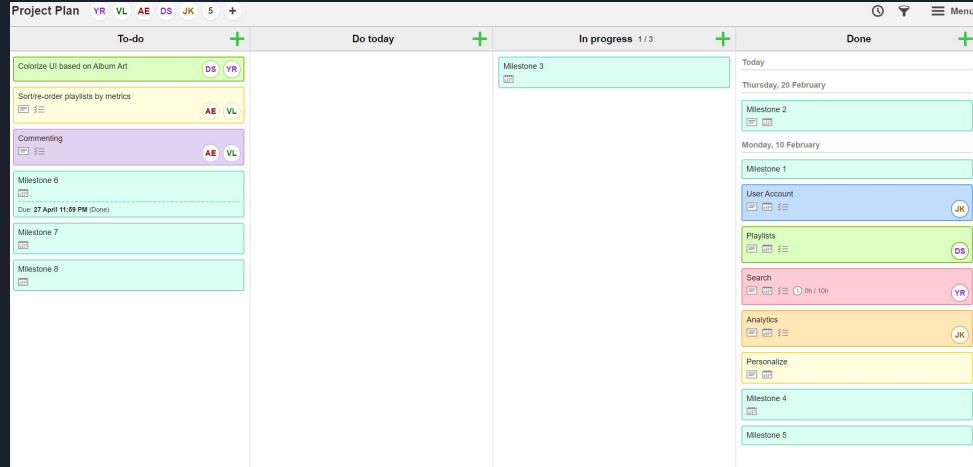 Project Plan YR VL AE DS JK 5 + Menu
To-do
Colorize UI based on Album Art
DS YR
Sort/re-order playlists by metrics
AE VL
Commenting
AE VL
Milestone 6
Due: 27 April 11:59 PM (Done)
Milestone 7
Milestone 8
Do today
In progress 1 / 3
Milestone 3
Done
Today
Thursday, 20 February
Milestone 2
Monday, 10 February
Milestone 1
User Account
JK
Playlists
DS
Search
0h / 10h
YR
Analytics
JK
Personalize
Milestone 4
Milestone 5